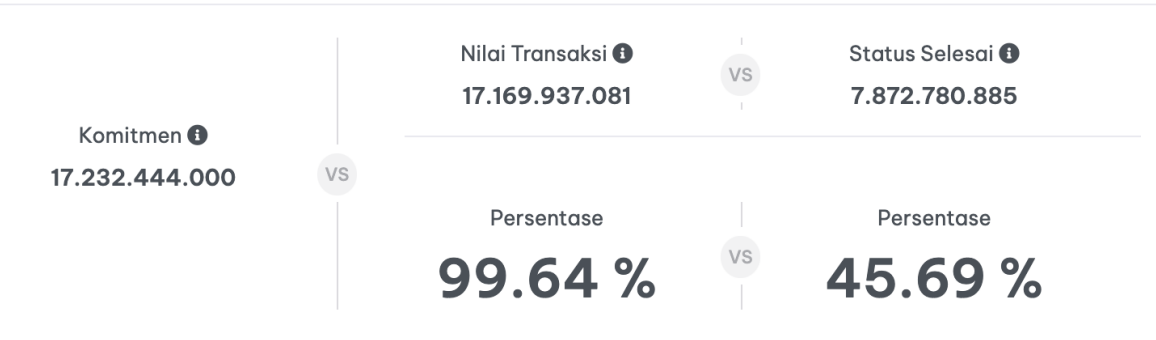 Komitmen
17.232.444.000
VS
Nilai Transaksi
17.169.937.081
VS
Status Selesai
7.872.780.885
Persentase
99.64 %
VS
Persentase
45.69 %